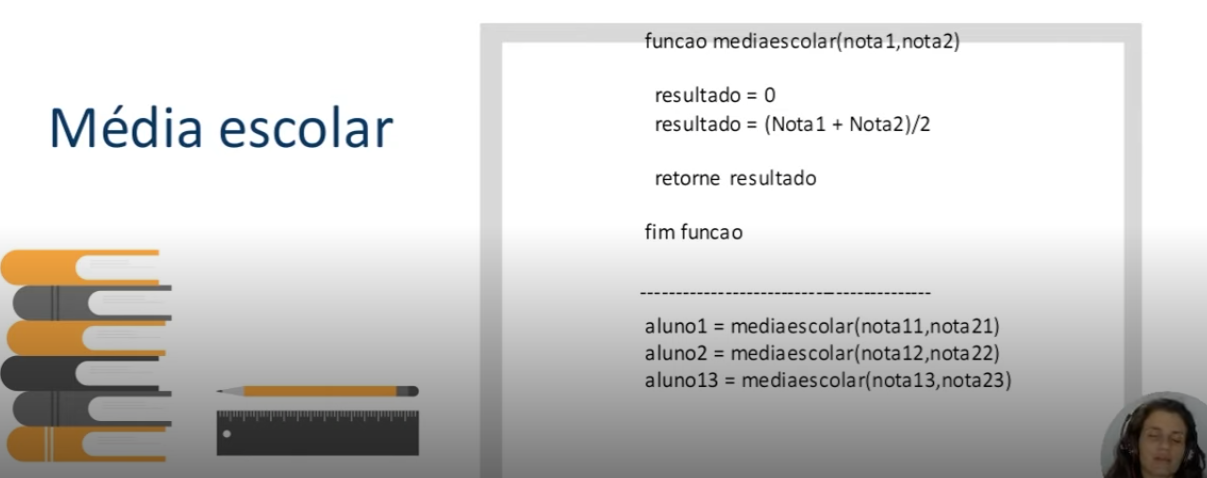 Média escolar
funcao mediaescolar(nota1,nota2)
resultado = 0
resultado = (Nota1 + Nota2)/2
retorne resultado
fim funcao
-----------------------------------------
aluno1 = mediaescolar(nota11,nota21)
aluno2 = mediaescolar(nota12,nota22)
aluno13 = mediaescolar(nota13,nota23)